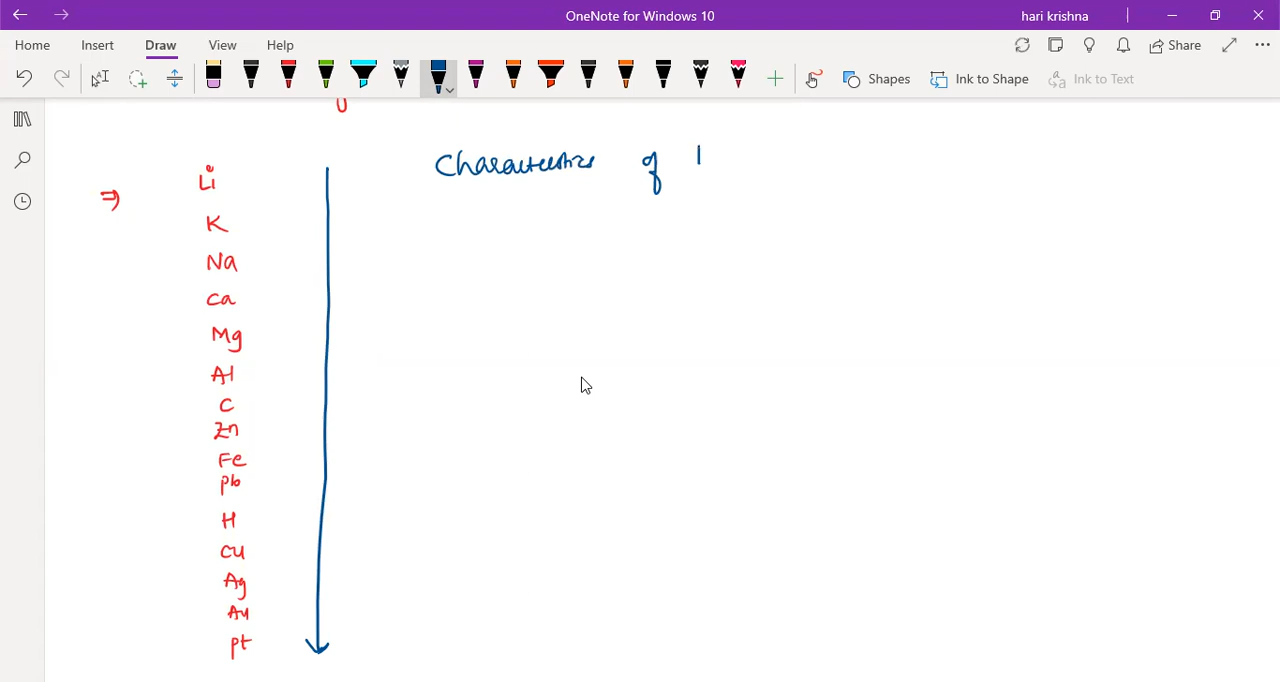 OneNote for Windows 10
hari krishna
Home Insert Draw View Help
Share
Shapes Ink to Shape Ink to Text
Characteristics of
Li
K
Na
Ca
Mg
Al
C
Zn
Fe
Pb
H
Cu
Ag
Au
Pt